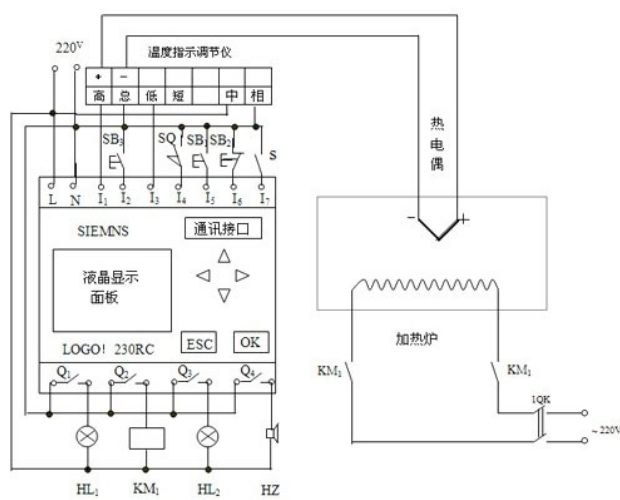 220V
温度指示调节仪
+ −
高 总 低 短 中 相
SB3 SQ SB1 SB2 S
L N I1 I2 I3 I4 I5 I6 I7
SIEMNS
通讯接口
液晶显示
面板
LOGO! 230RC
ESC
OK
Q1 Q2 Q3 Q4
HL1 KM1 HL2 HZ
热电偶
- +
加热炉
KM1 KM1
1QK
~220V